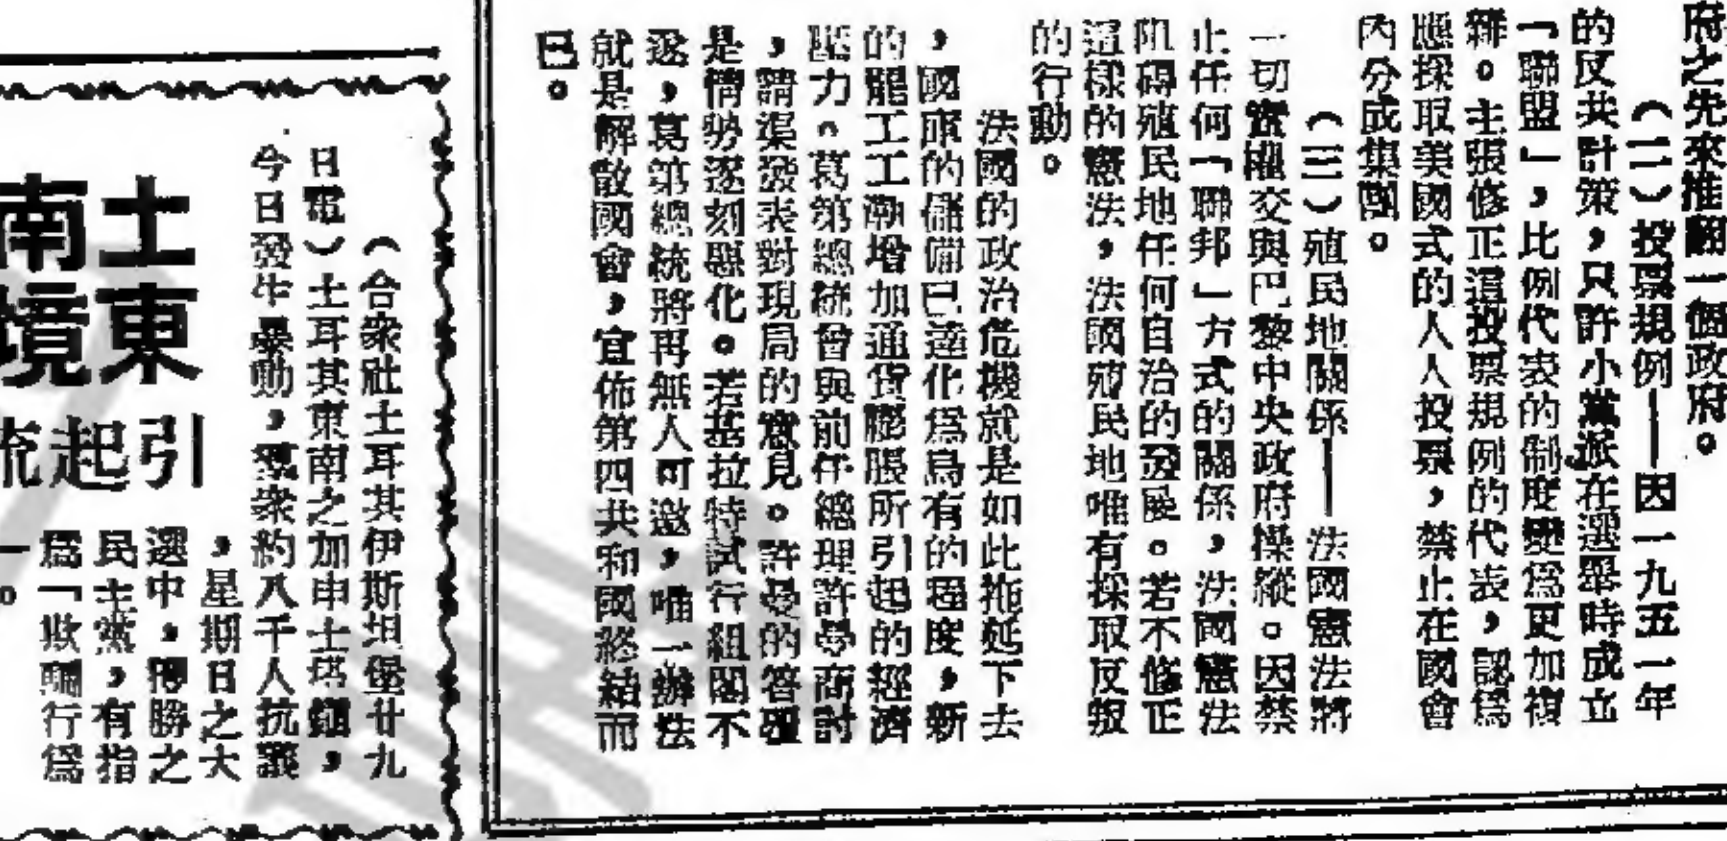 府之先來推翻一個政府。
(二)投票規例——因一九五一年
的反共計策,只許小黨派在選舉時成立
「聯盟」,比例代表的制度變爲更加複
雜。主張修正這投票規例的代表,認爲
應採取美國式的人人投票,禁止在國會
內分成集團。
(三)殖民地關係——法國憲法將
一切實權交與巴黎中央政府操縱。因禁
止任何「聯邦」方式的關係,法國憲法
阻碍殖民地任何自治的發展。若不修正
這樣的憲法,法國殖民地唯有採取反叛
的行動。
法國的政治危機就是如此拖延下去
,國庫的儲備已達化爲烏有的程度,新
的罷工工潮增加通貨膨脹所引起的經濟
壓力。葛第總統曾與前任總理許曼商討
,請渠發表對現局的意見。許曼的答覆
是情勢逐刻惡化。若基拉特試行組閣不
遂,葛第總統將再無人可邀,唯一辦法
就是解散國會,宣佈第四共和國終結而
已。
土東
南境
引起流
(合衆社土耳其伊斯坦堡廿九
日電)土耳其東南之加申士塔鎮,
今日發生暴動,羣衆約八千人抗議
,星期日之大
選中,獲勝之
民主黨,有指
爲「欺騙行爲
」。